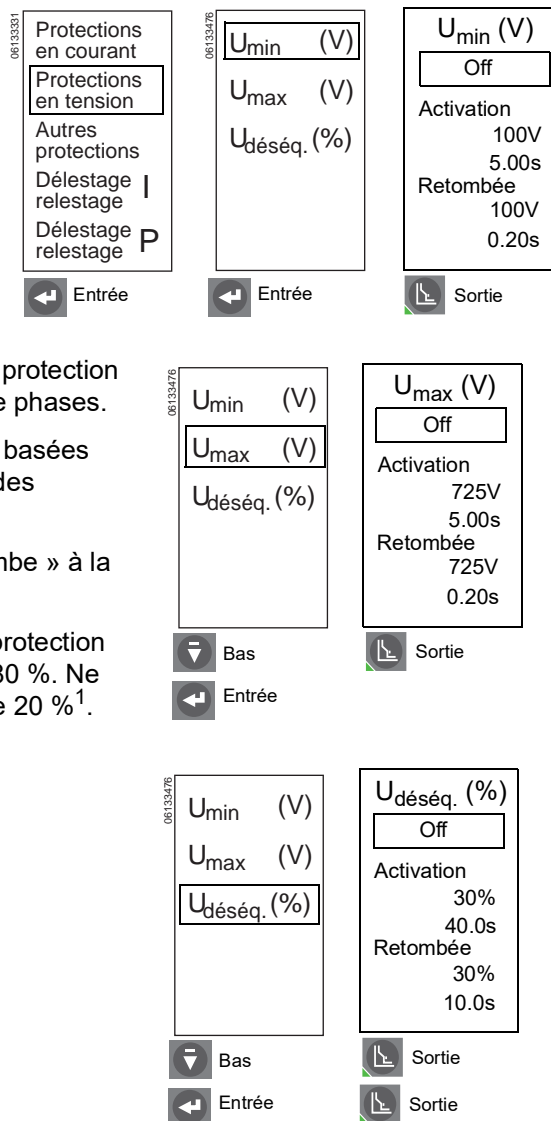 06133331
Protections
en courant
Protections
en tension
Autres
protections
Délestage
relestage I
Délestage
relestage P
Entrée
06133476
Umin (V)
Umax (V)
Udéséq. (%)
Entrée
Umin (V)
Off
Activation
100V
5.00s
Retombée
100V
0.20s
Sortie
protection
e phases.
basées
des
mbe » à la
protection
30 %. Ne
e 20 %1.
06133476
Umin (V)
Umax (V)
Udéséq. (%)
Bas
Entrée
Umax (V)
Off
Activation
725V
5.00s
Retombée
725V
0.20s
Sortie
06133476
Umin (V)
Umax (V)
Udéséq. (%)
Bas
Entrée
Udéséq. (%)
Off
Activation
30%
40.0s
Retombée
30%
10.0s
Sortie
Sortie